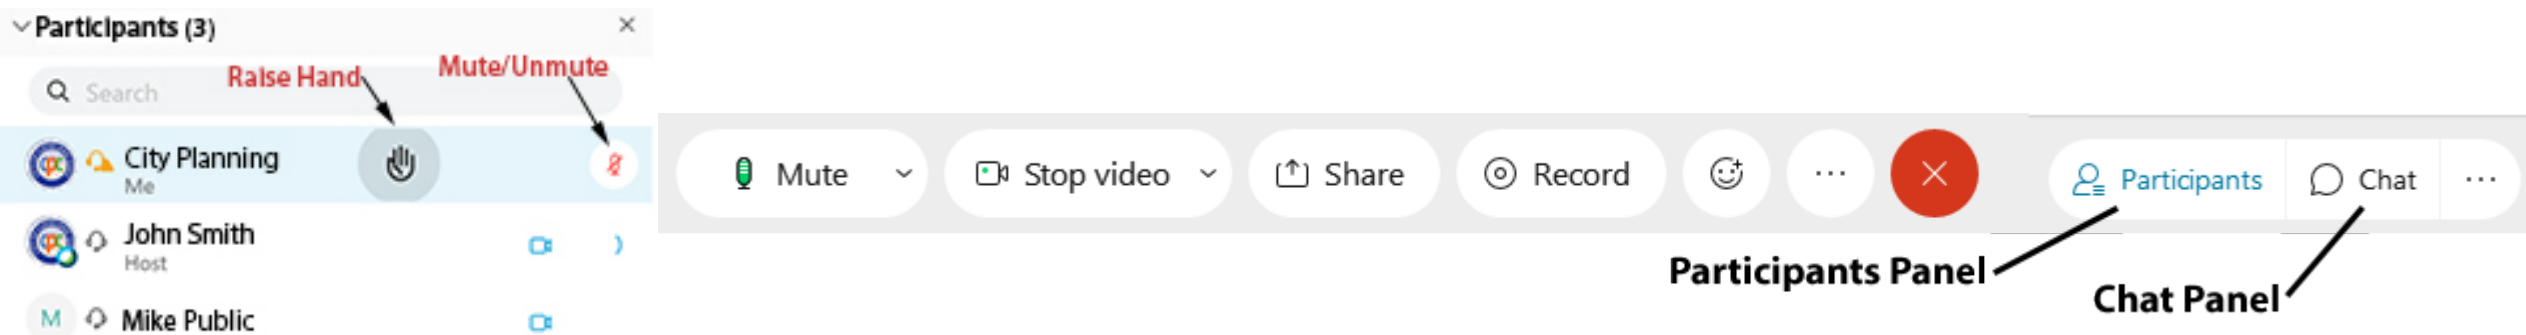 Participants (3)
Raise Hand
Mute/Unmute
Search
City Planning
Me
John Smith
Host
M
Mike Public
Mute
Stop video
Share
Record
Participants
Chat
Participants Panel
Chat Panel